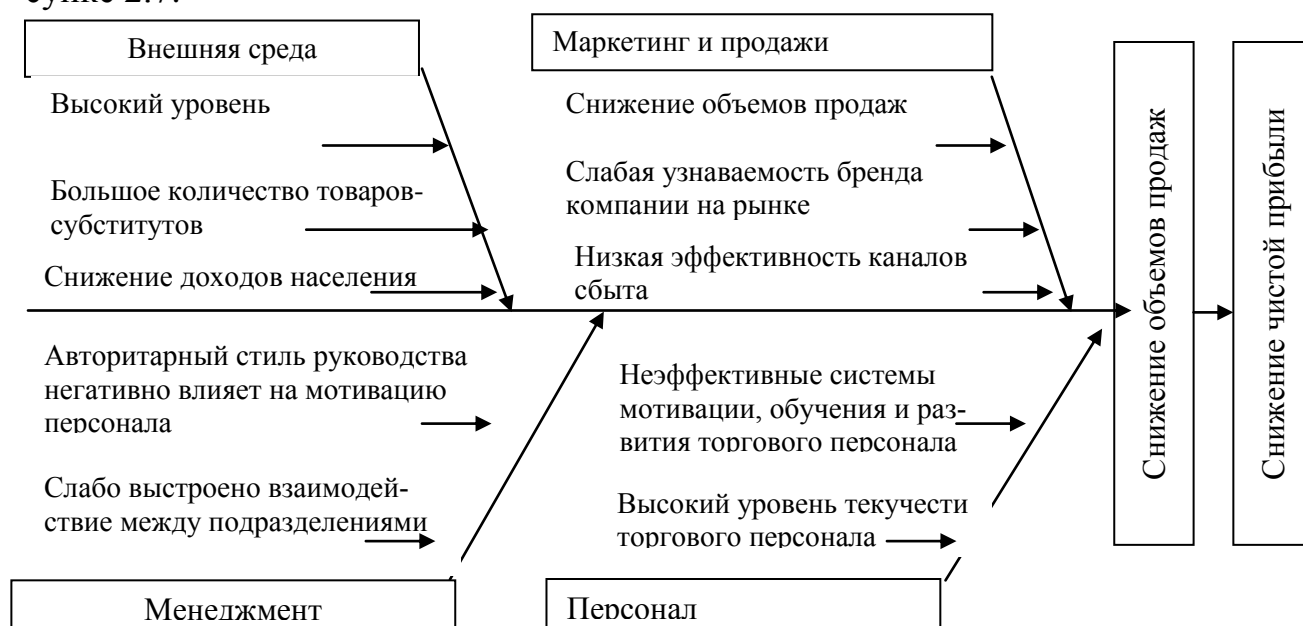 сунке 2.7.
Внешняя среда
Высокий уровень
Большое количество товаров-
субститутов
Снижение доходов населения
Маркетинг и продажи
Снижение объемов продаж
Слабая узнаваемость бренда
компании на рынке
Низкая эффективность каналов
сбыта
Авторитарный стиль руководства
негативно влияет на мотивацию
персонала
Слабо выстроено взаимодей-
ствие между подразделениями
Менеджмент
Неэффективные системы
мотивации, обучения и раз-
вития торгового персонала
Высокий уровень текучести
торгового персонала
Персонал
Снижение объемов продаж
Снижение чистой прибыли